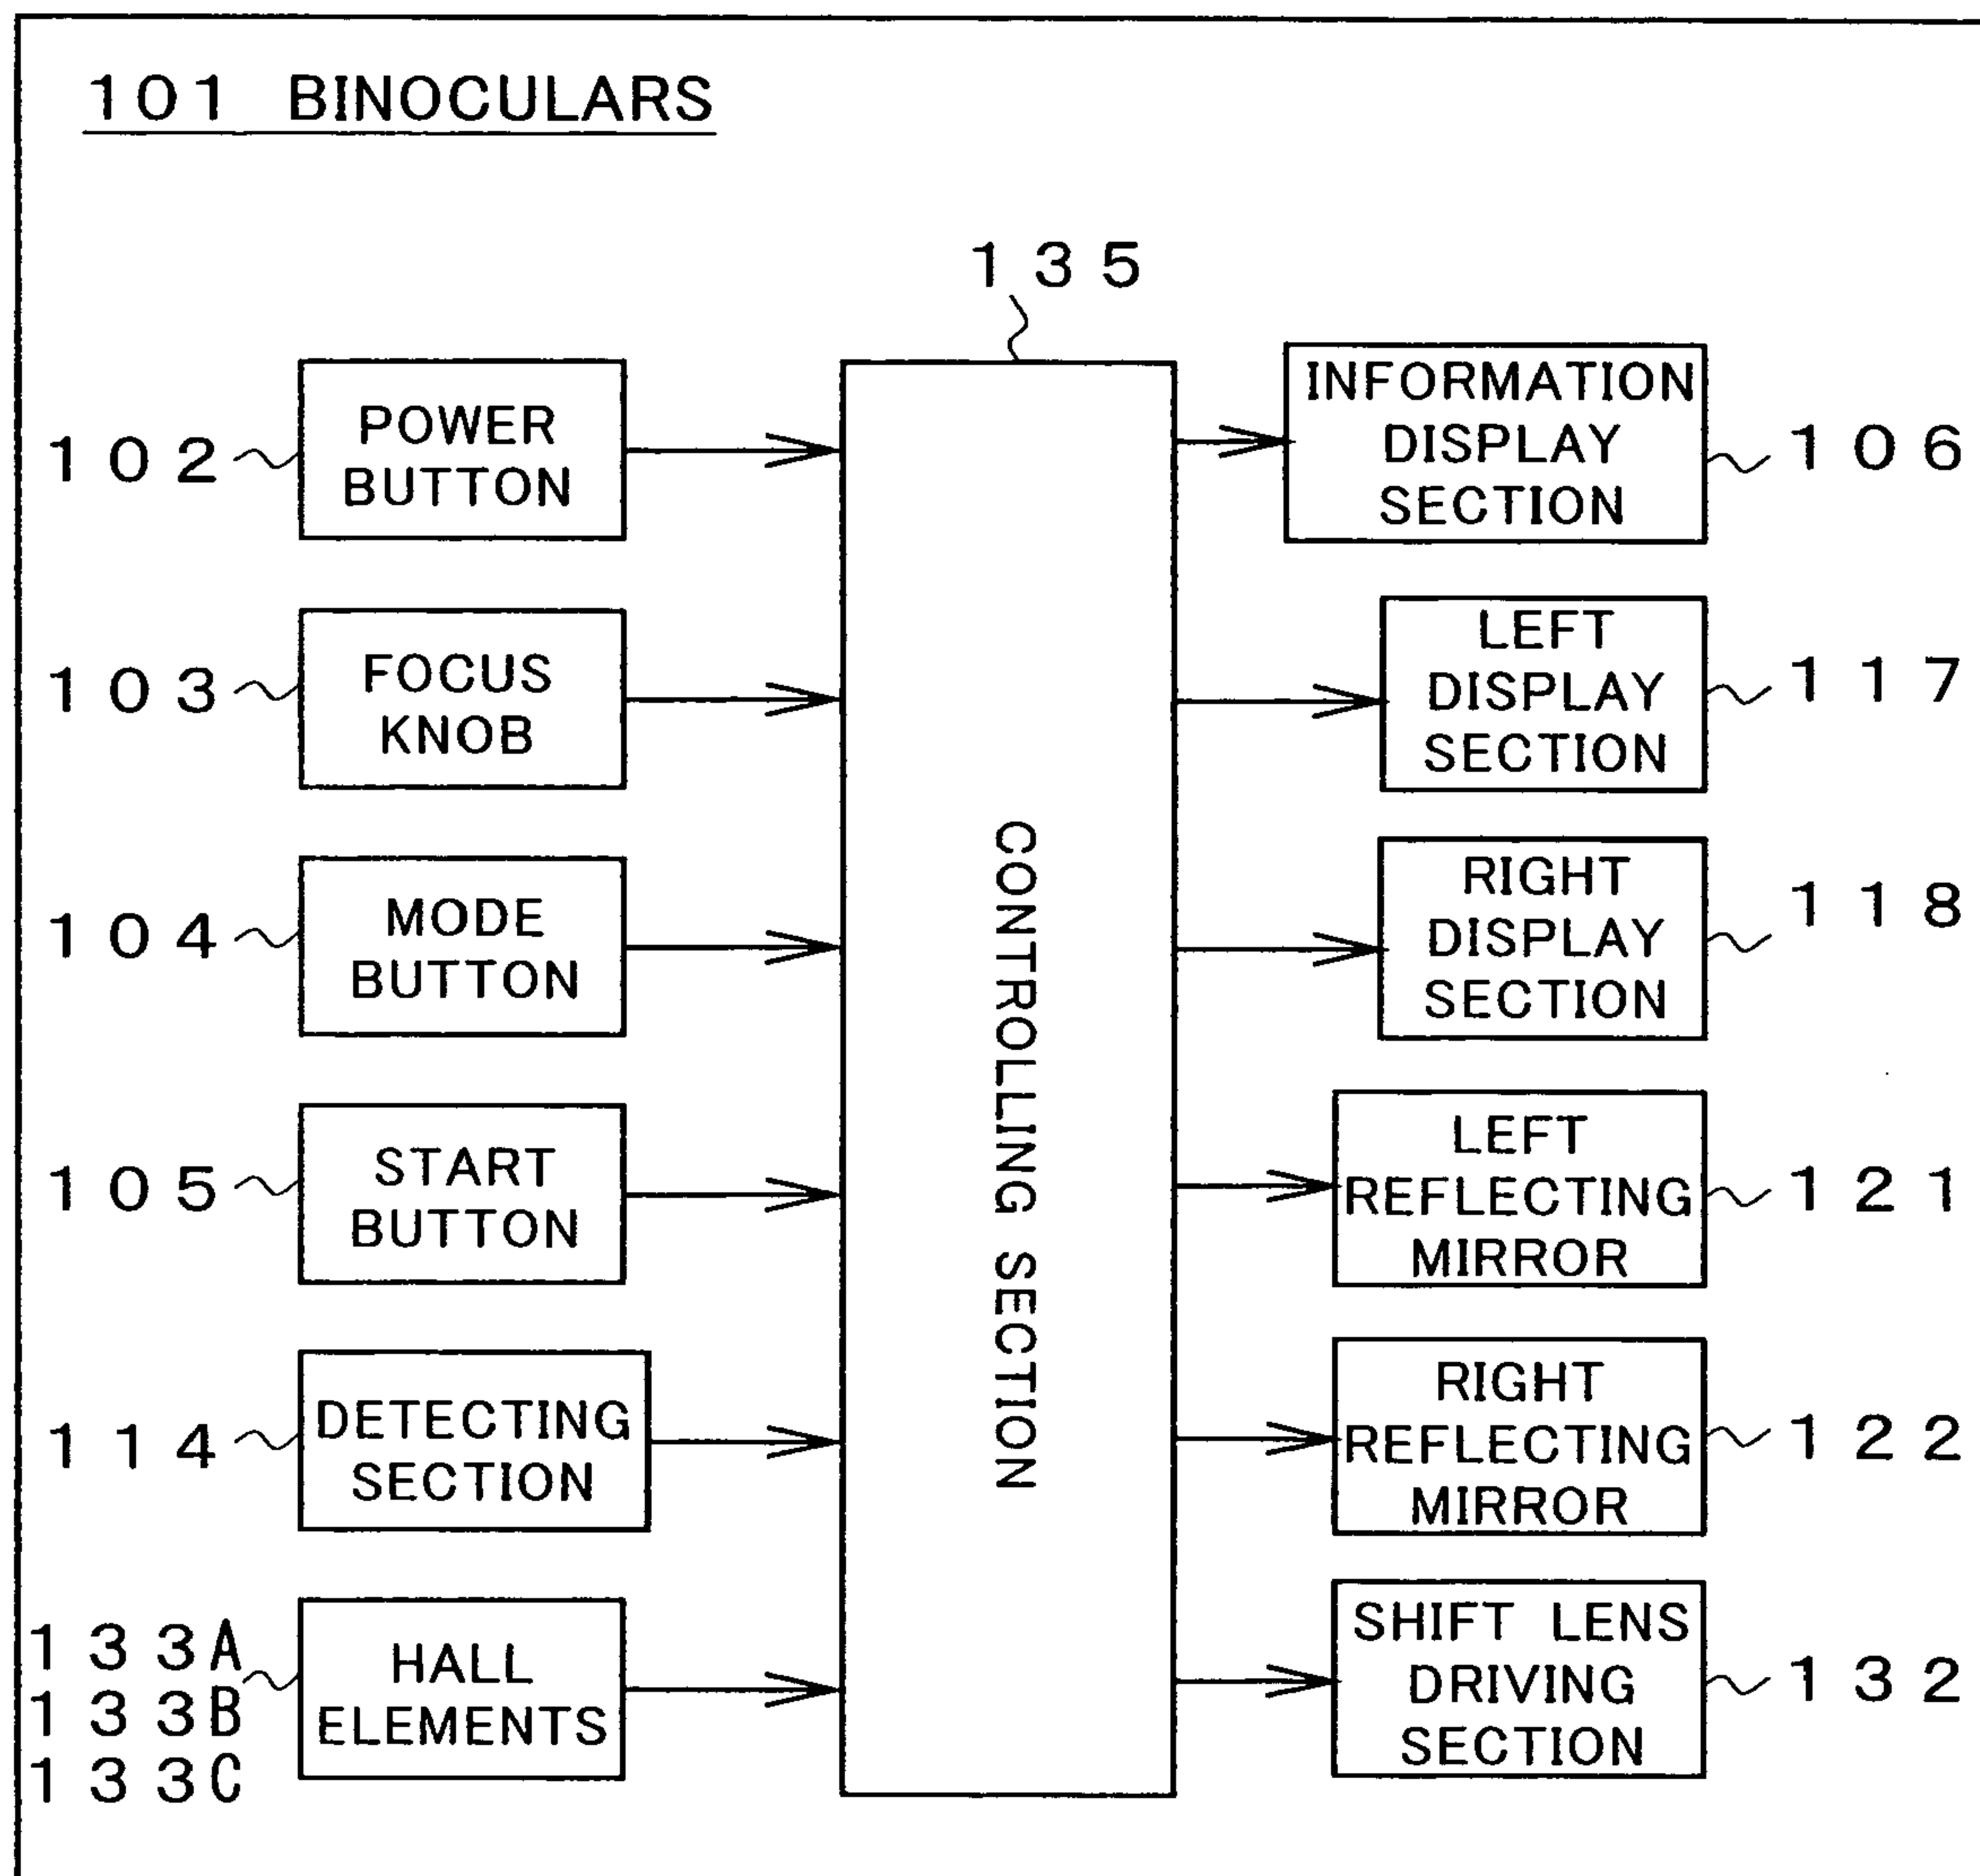 101 BINOCULARS
135
102
POWER
BUTTON
103
FOCUS
KNOB
104
MODE
BUTTON
105
START
BUTTON
114
DETECTING
SECTION
133A
133B
133C
HALL
ELEMENTS
CONTROLLING SECTION
INFORMATION
DISPLAY
SECTION
106
LEFT
DISPLAY
SECTION
117
RIGHT
DISPLAY
SECTION
118
LEFT
REFLECTING
MIRROR
121
RIGHT
REFLECTING
MIRROR
122
SHIFT LENS
DRIVING
SECTION
132